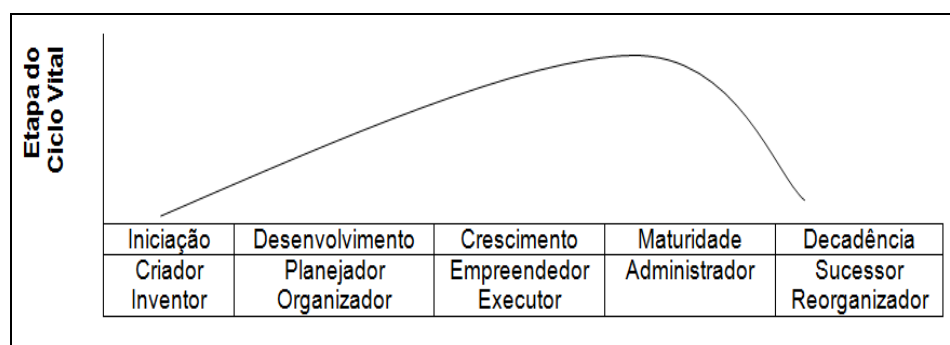 Etapa do
Ciclo Vital
Iniciação Desenvolvimento Crescimento Maturidade Decadência
Criador Planejador Empreendedor Administrador Sucessor
Inventor Organizador Executor Reorganizador